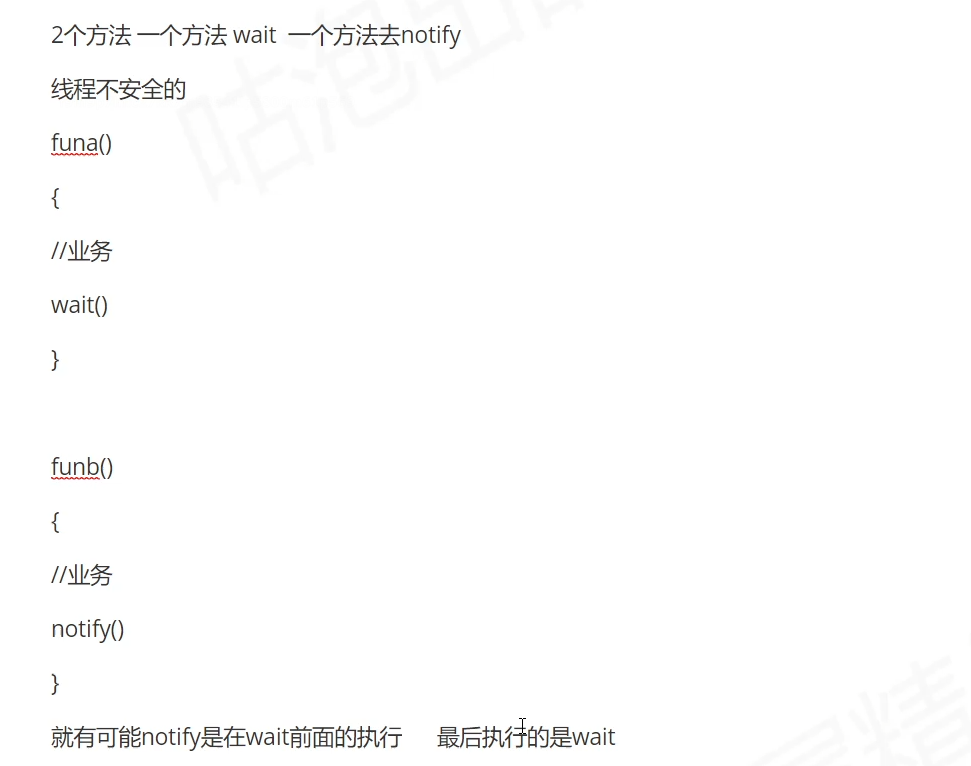 2个方法 一个方法 wait 一个方法去notify
线程不安全的
funa()
{
//业务
wait()
}
funb()
{
//业务
notify()
}
就有可能notify是在wait前面的执行 最后执行的是wait